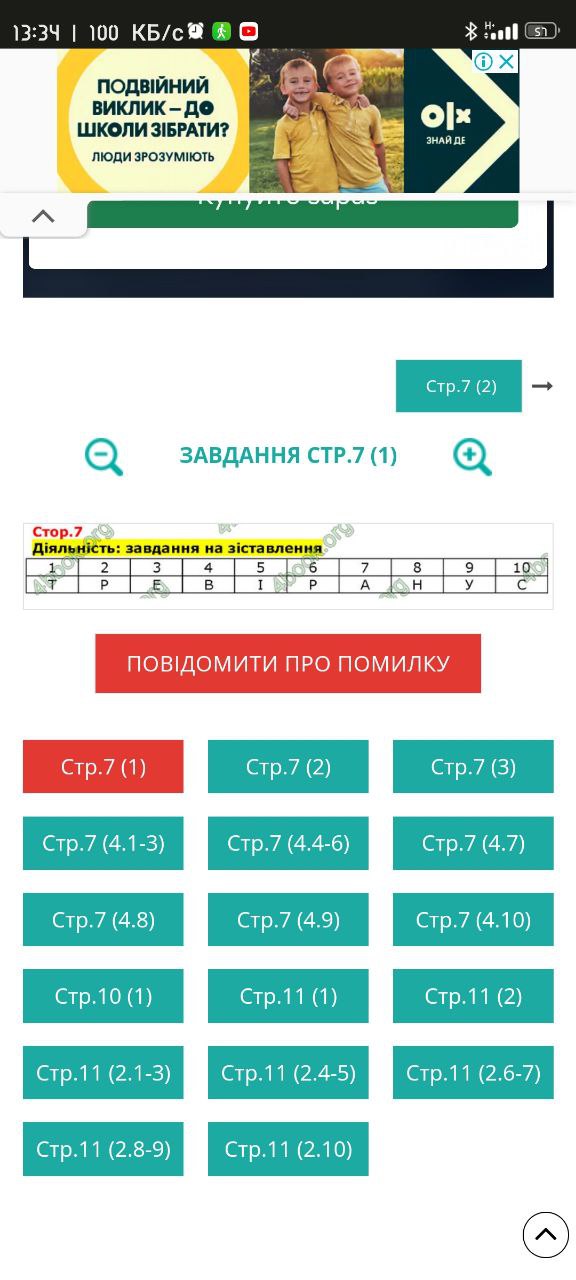 13:34 | 100 КБ/с
H+
57
ПОДВІЙНИЙ
ВИКЛИК – ДО
ШКОЛИ ЗІБРАТИ?
ЛЮДИ ЗРОЗУМІЮТЬ
olx
ЗНАЙ ДЕ
Купуйте зараз
Стр.7 (2) →
ЗАВДАННЯ СТР.7 (1)
Стор.7
Діяльність: завдання на зіставлення
1 2 3 4 5 6 7 8 9 10
Т Р Е В І Р А Н У С
4book.org
ПОВІДОМИТИ ПРО ПОМИЛКУ
Стр.7 (1) Стр.7 (2) Стр.7 (3)
Стр.7 (4.1-3) Стр.7 (4.4-6) Стр.7 (4.7)
Стр.7 (4.8) Стр.7 (4.9) Стр.7 (4.10)
Стр.10 (1) Стр.11 (1) Стр.11 (2)
Стр.11 (2.1-3) Стр.11 (2.4-5) Стр.11 (2.6-7)
Стр.11 (2.8-9) Стр.11 (2.10)